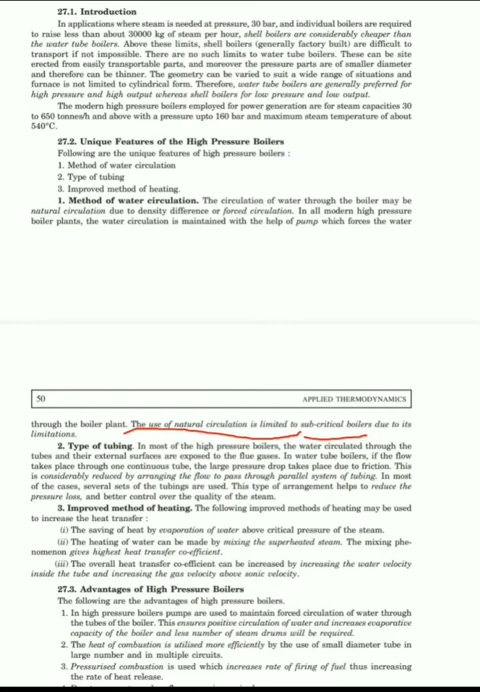 27.1. Introduction
In applications where steam is needed at pressure, 30 bar, and individual boilers are required
to raise less than about 30000 kg of steam per hour, shell boilers are considerably cheaper than
the water tube boilers. Above these limits, shell boilers (generally factory built) are difficult to
transport if not impossible. There are no such limits to water tube boilers. These can be site
erected from easily transportable parts, and moreover the pressure parts are of smaller diameter
and therefore can be thinner. The geometry can be varied to suit a wide range of situations and
furnace is not limited to cylindrical form. Therefore, water tube boilers are generally preferred for
high pressure and high output whereas shell boilers for low pressure and low output.
The modern high pressure boilers employed for power generation are for steam capacities 30
to 650 tonnes/h and above with a pressure upto 160 bar and maximum steam temperature of about
540°C.
27.2. Unique Features of the High Pressure Boilers
Following are the unique features of high pressure boilers :
1. Method of water circulation
2. Type of tubing
3. Improved method of heating.
1. Method of water circulation. The circulation of water through the boiler may be
natural circulation due to density difference or forced circulation. In all modern high pressure
boiler plants, the water circulation is maintained with the help of pump which forces the water
50
APPLIED THERMODYNAMICS
through the boiler plant. The use of natural circulation is limited to sub-critical boilers due to its
limitations.
2. Type of tubing. In most of the high pressure boilers, the water circulated through the
tubes and their external surfaces are exposed to the flue gases. In water tube boilers, if the flow
takes place through one continuous tube, the large pressure drop takes place due to friction. This
is considerably reduced by arranging the flow to pass through parallel system of tubing. In most
of the cases, several sets of the tubings are used. This type of arrangement helps to reduce the
pressure loss, and better control over the quality of the steam.
3. Improved method of heating. The following improved methods of heating may be used
to increase the heat transfer :
(i) The saving of heat by evaporation of water above critical pressure of the steam.
(ii) The heating of water can be made by mixing the superheated steam. The mixing phe-
nomenon gives highest heat transfer co-efficient.
(iii) The overall heat transfer co-efficient can be increased by increasing the water velocity
inside the tube and increasing the gas velocity above sonic velocity.
27.3. Advantages of High Pressure Boilers
The following are the advantages of high pressure boilers.
1. In high pressure boilers pumps are used to maintain forced circulation of water through
the tubes of the boiler. This ensures positive circulation of water and increases evaporative
capacity of the boiler and less number of steam drums will be required.
2. The heat of combustion is utilised more efficiently by the use of small diameter tube in
large number and in multiple circuits.
3. Pressurised combustion is used which increases rate of firing of fuel thus increasing
the rate of heat release.